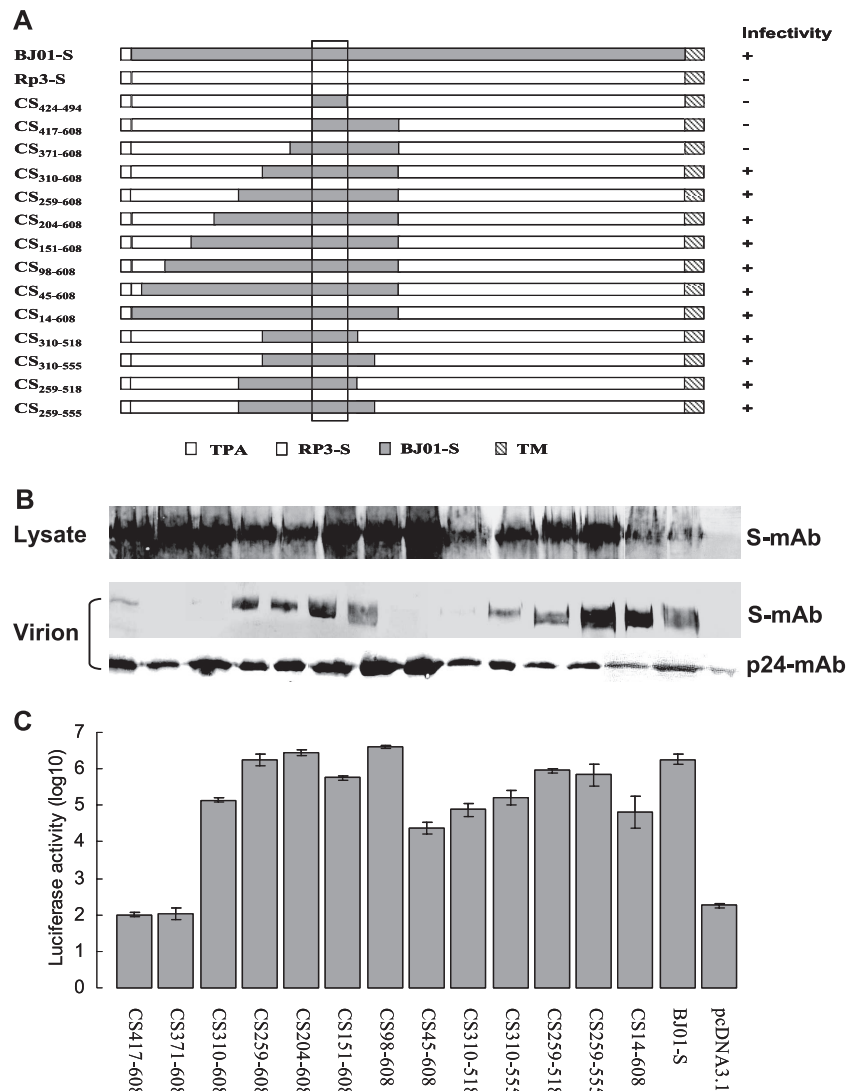 A
Infectivity
BJ01-S +
Rp3-S -
CS424-494 -
CS417-608 -
CS371-608 -
CS310-608 +
CS259-608 +
CS204-608 +
CS151-608 +
CS98-608 +
CS45-608 +
CS14-608 +
CS310-518 +
CS310-555 +
CS259-518 +
CS259-555 +
TPA RP3-S BJ01-S TM
B
Lysate S-mAb
Virion S-mAb
p24-mAb
C
Luciferase activity (log10)
7
6
5
4
3
2
1
0
CS417-608
CS371-608
CS310-608
CS259-608
CS204-608
CS151-608
CS98-608
CS45-608
CS310-518
CS310-554
CS259-518
CS259-554
CS14-608
BJ01-S
pcDNA3.1